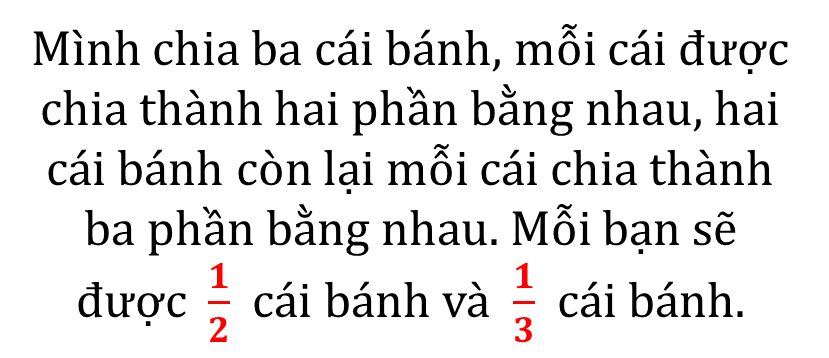 Mình chia ba cái bánh, mỗi cái được
chia thành hai phần bằng nhau, hai
cái bánh còn lại mỗi cái chia thành
ba phần bằng nhau. Mỗi bạn sẽ
được 1/2 cái bánh và 1/3 cái bánh.